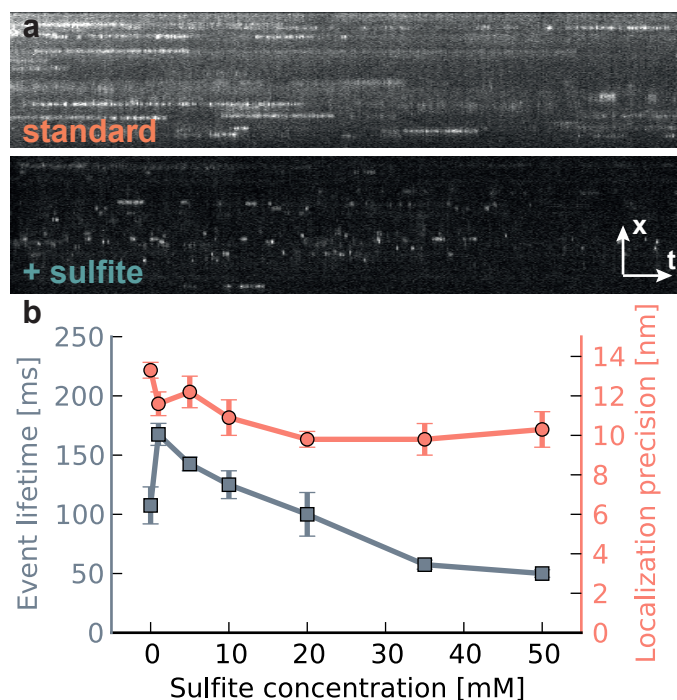 a
standard
+ sulfite
x
t
b
250
200
150
100
50
0
Event lifetime [ms]
14
12
10
8
6
4
2
0
Localization precision [nm]
0 10 20 30 40 50
Sulfite concentration [mM]